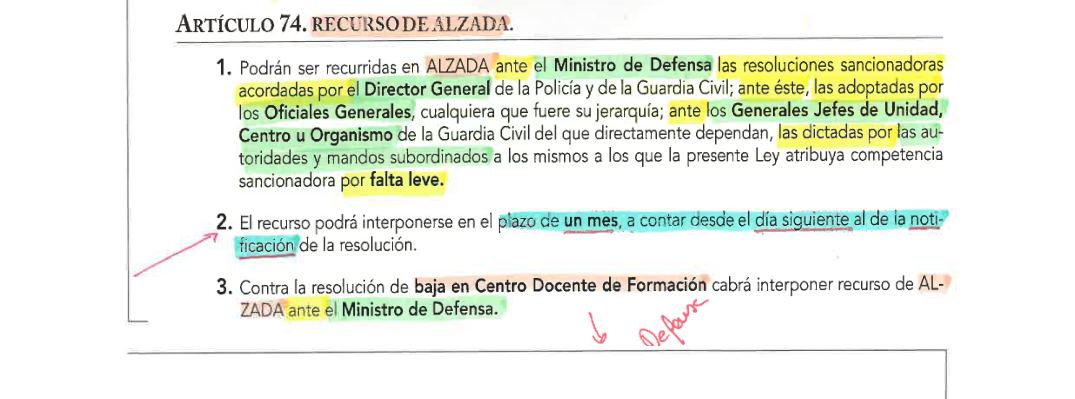 ARTÍCULO 74. RECURSO DE ALZADA.
1. Podrán ser recurridas en ALZADA ante el Ministro de Defensa las resoluciones sancionadoras
acordadas por el Director General de la Policía y de la Guardia Civil; ante éste, las adoptadas por
los Oficiales Generales, cualquiera que fuere su jerarquía; ante los Generales Jefes de Unidad,
Centro u Organismo de la Guardia Civil del que directamente dependan, las dictadas por las au-
toridades y mandos subordinados a los mismos a los que la presente Ley atribuya competencia
sancionadora por falta leve.
2. El recurso podrá interponerse en el plazo de un mes, a contar desde el día siguiente al de la noti-
ficación de la resolución.
3. Contra la resolución de baja en Centro Docente de Formación cabrá interponer recurso de AL-
ZADA ante el Ministro de Defensa.
Defensa